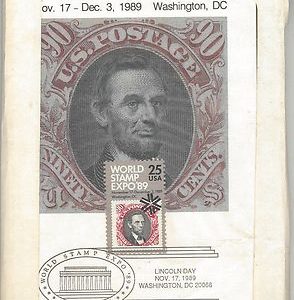 ov. 17 - Dec. 3, 1989 Washington, DC
90 U.S. POSTAGE 90
NINETY CENTS.
WORLD
STAMP
EXPO'89
25
USA
WORLD STAMP EXPO '89
LINCOLN DAY
NOV. 17, 1989
WASHINGTON, DC 20066